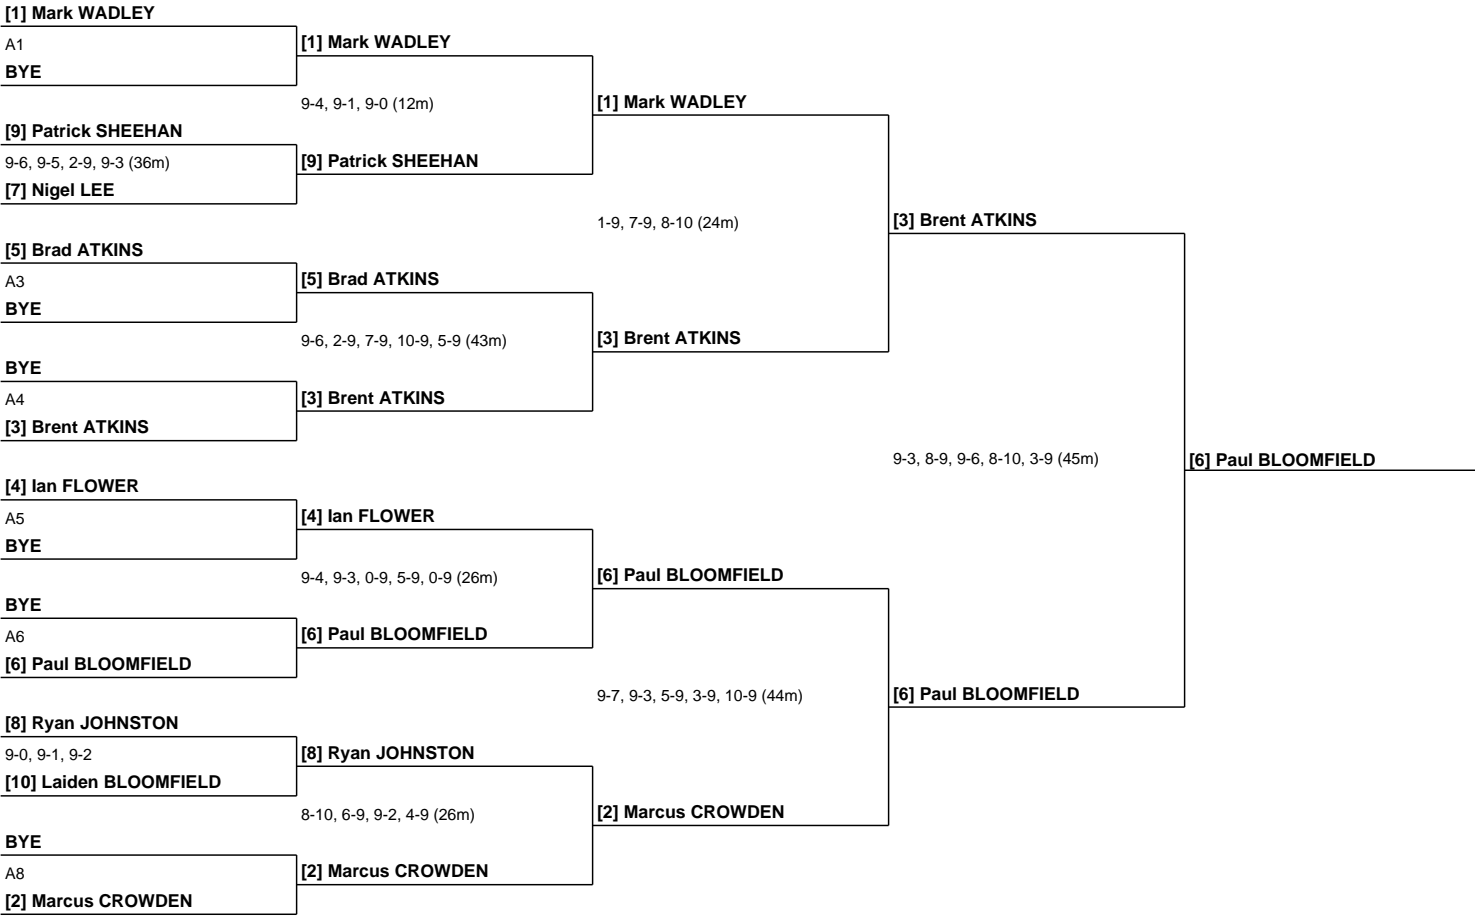 [1] Mark WADLEY
A1
BYE
[9] Patrick SHEEHAN
9-6, 9-5, 2-9, 9-3 (36m)
[7] Nigel LEE
[5] Brad ATKINS
A3
BYE
BYE
A4
[3] Brent ATKINS
[4] Ian FLOWER
A5
BYE
BYE
A6
[6] Paul BLOOMFIELD
[8] Ryan JOHNSTON
9-0, 9-1, 9-2
[10] Laiden BLOOMFIELD
BYE
A8
[2] Marcus CROWDEN
[1] Mark WADLEY
9-4, 9-1, 9-0 (12m)
[9] Patrick SHEEHAN
[5] Brad ATKINS
9-6, 2-9, 7-9, 10-9, 5-9 (43m)
[3] Brent ATKINS
[4] Ian FLOWER
9-4, 9-3, 0-9, 5-9, 0-9 (26m)
[6] Paul BLOOMFIELD
[8] Ryan JOHNSTON
8-10, 6-9, 9-2, 4-9 (26m)
[2] Marcus CROWDEN
[1] Mark WADLEY
1-9, 7-9, 8-10 (24m)
[3] Brent ATKINS
[6] Paul BLOOMFIELD
9-7, 9-3, 5-9, 3-9, 10-9 (44m)
[2] Marcus CROWDEN
[3] Brent ATKINS
9-3, 8-9, 9-6, 8-10, 3-9 (45m)
[6] Paul BLOOMFIELD
[6] Paul BLOOMFIELD